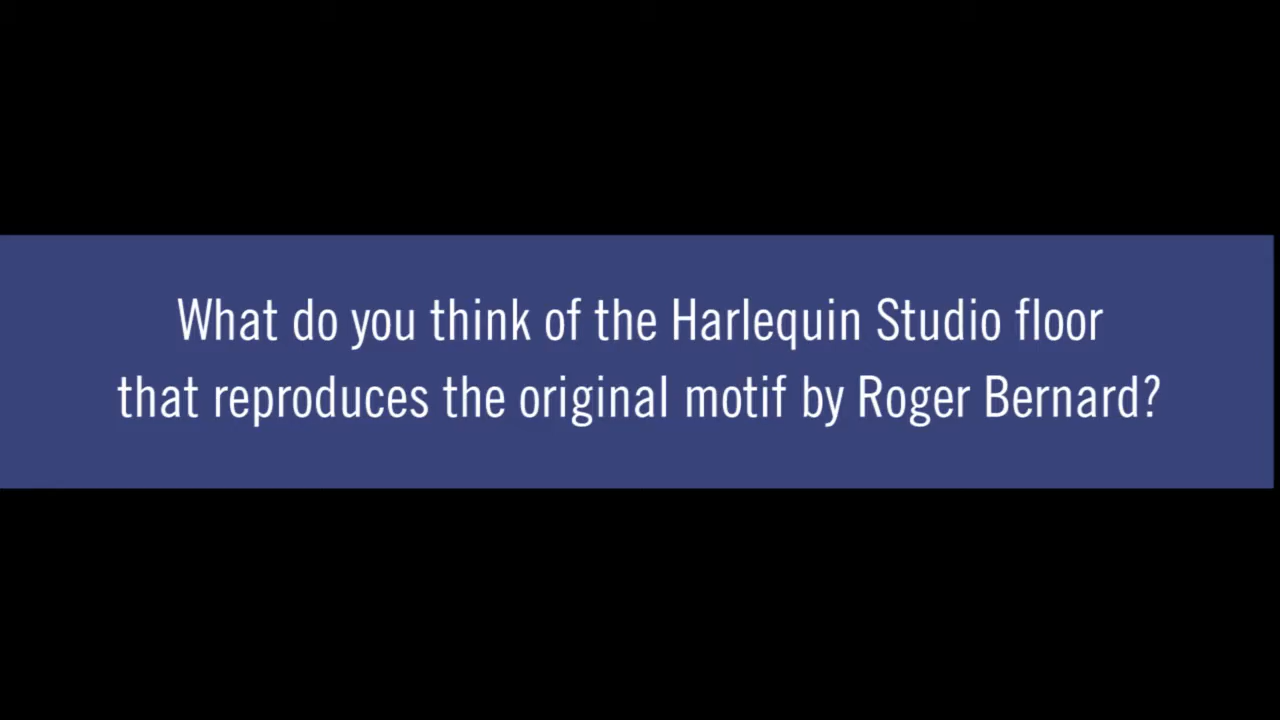 What do you think of the Harlequin Studio floor
that reproduces the original motif by Roger Bernard?